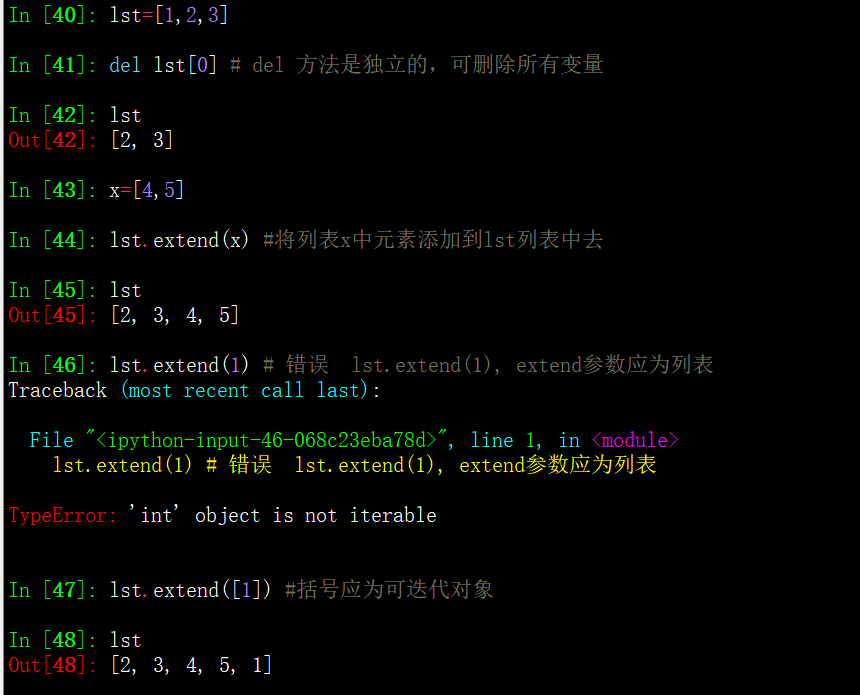 In [40]: lst=[1,2,3]
In [41]: del lst[0] # del 方法是独立的，可删除所有变量
In [42]: lst
Out[42]: [2, 3]
In [43]: x=[4,5]
In [44]: lst.extend(x) #将列表x中元素添加到lst列表中去
In [45]: lst
Out[45]: [2, 3, 4, 5]
In [46]: lst.extend(1) # 错误  lst.extend(1), extend参数应为列表
Traceback (most recent call last):
  File "<ipython-input-46-068c23eba78d>", line 1, in <module>
    lst.extend(1) # 错误  lst.extend(1), extend参数应为列表
TypeError: 'int' object is not iterable
In [47]: lst.extend([1]) #括号应为可迭代对象
In [48]: lst
Out[48]: [2, 3, 4, 5, 1]